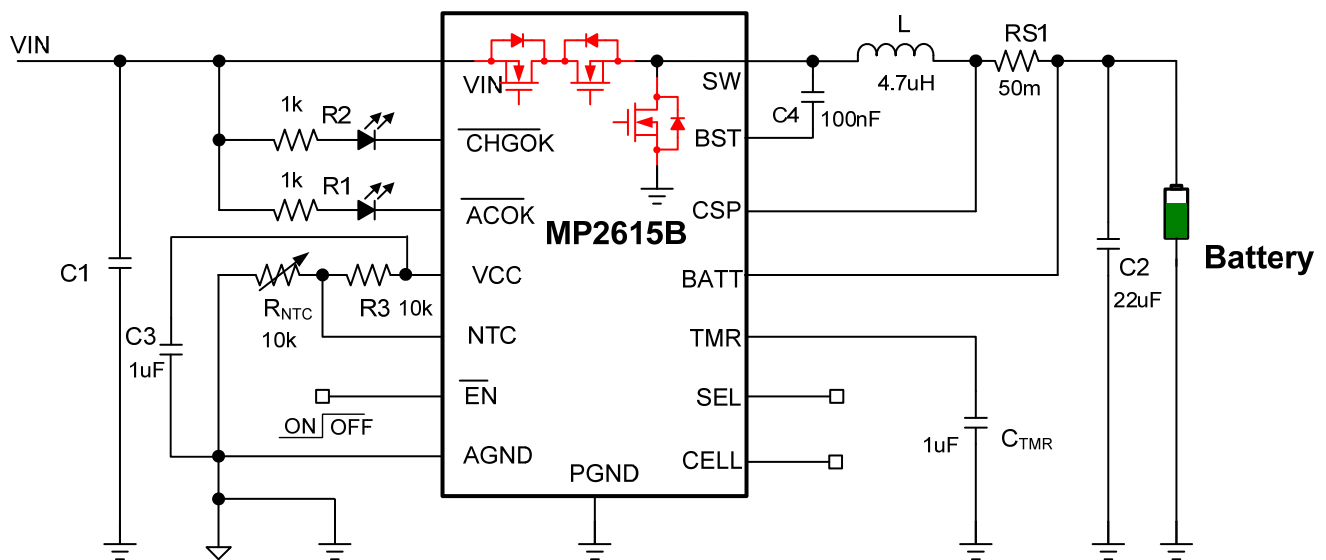 VIN
1k
R2
1k
R1
C1
C3
1uF
R_NTC
10k
R3
10k
ON
OFF
VIN
CHGOK
ACOK
VCC
NTC
EN
AGND
PGND
MP2615B
SW
BST
CSP
BATT
TMR
SEL
CELL
C4
100nF
L
4.7uH
RS1
50m
C2
22uF
Battery
1uF
C_TMR